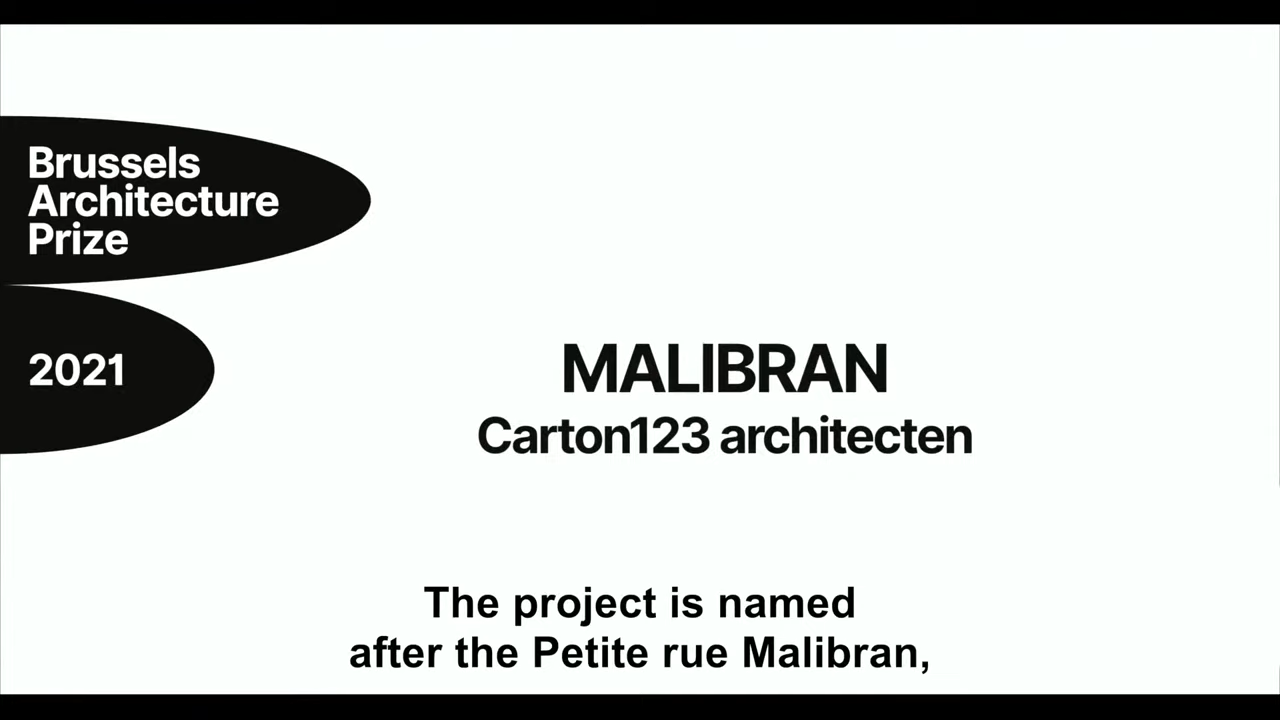 Brussels
Architecture
Prize
2021
MALIBRAN
Carton123 architecten
The project is named
after the Petite rue Malibran,